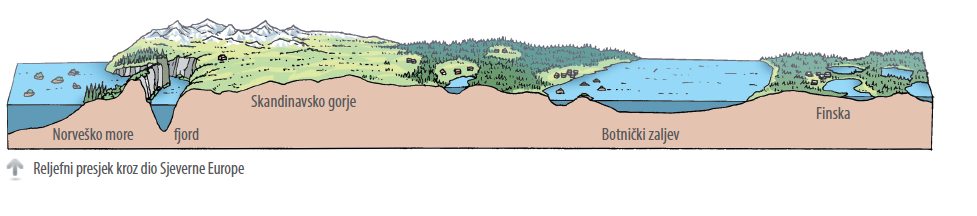 Skandinavsko gorje
Norveško more
fjord
Botnički zaljev
Finska
Reljefni presjek kroz dio Sjeverne Europe